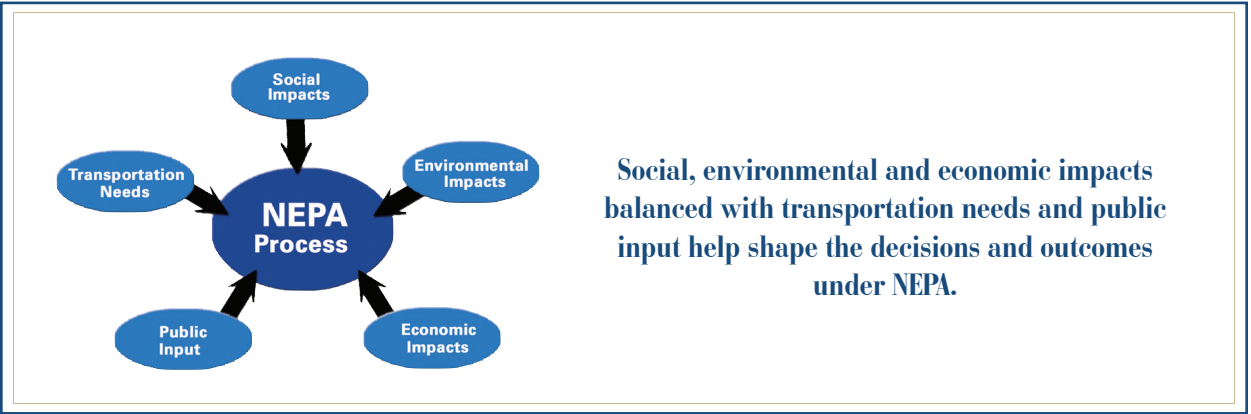 Social
Impacts
Transportation
Needs
Environmental
Impacts
NEPA
Process
Public
Input
Economic
Impacts
Social, environmental and economic impacts
balanced with transportation needs and public
input help shape the decisions and outcomes
under NEPA.